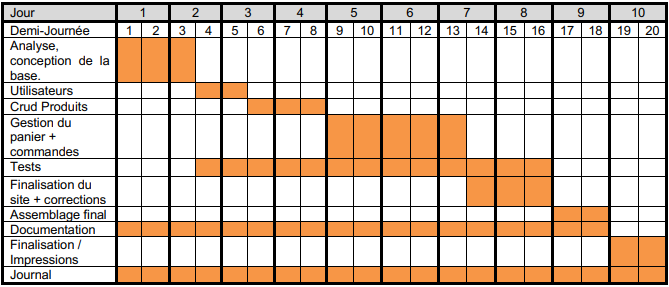 Jour 1 2 3 4 5 6 7 8 9 10
Demi-Journée 1 2 3 4 5 6 7 8 9 10 11 12 13 14 15 16 17 18 19 20
Analyse,
conception de la
base.
Utilisateurs
Crud Produits
Gestion du
panier +
commandes
Tests
Finalisation du
site + corrections
Assemblage final
Documentation
Finalisation /
Impressions
Journal